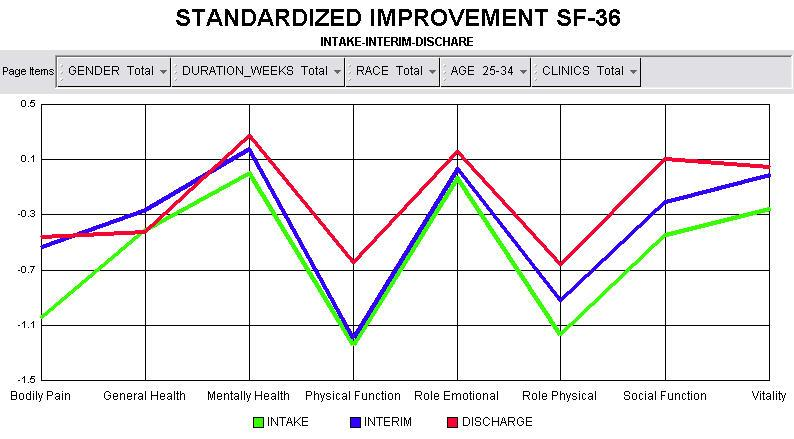 STANDARDIZED IMPROVEMENT SF-36
INTAKE-INTERIM-DISCHARE
Page Items GENDER Total DURATION_WEEKS Total RACE Total AGE 25-34 CLINICS Total
0.5
0.1
-0.3
-0.7
-1.1
-1.5
Bodily Pain General Health Mentally Health Physical Function Role Emotional Role Physical Social Function Vitality
INTAKE INTERIM DISCHARGE